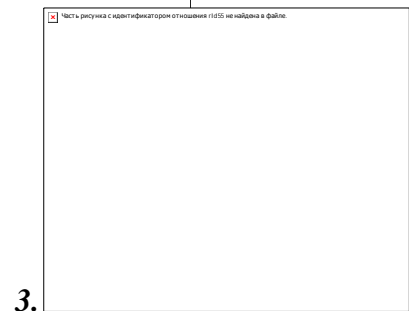 Часть рисунка с идентификатором отношения rId55 не найдена в файле.
3.